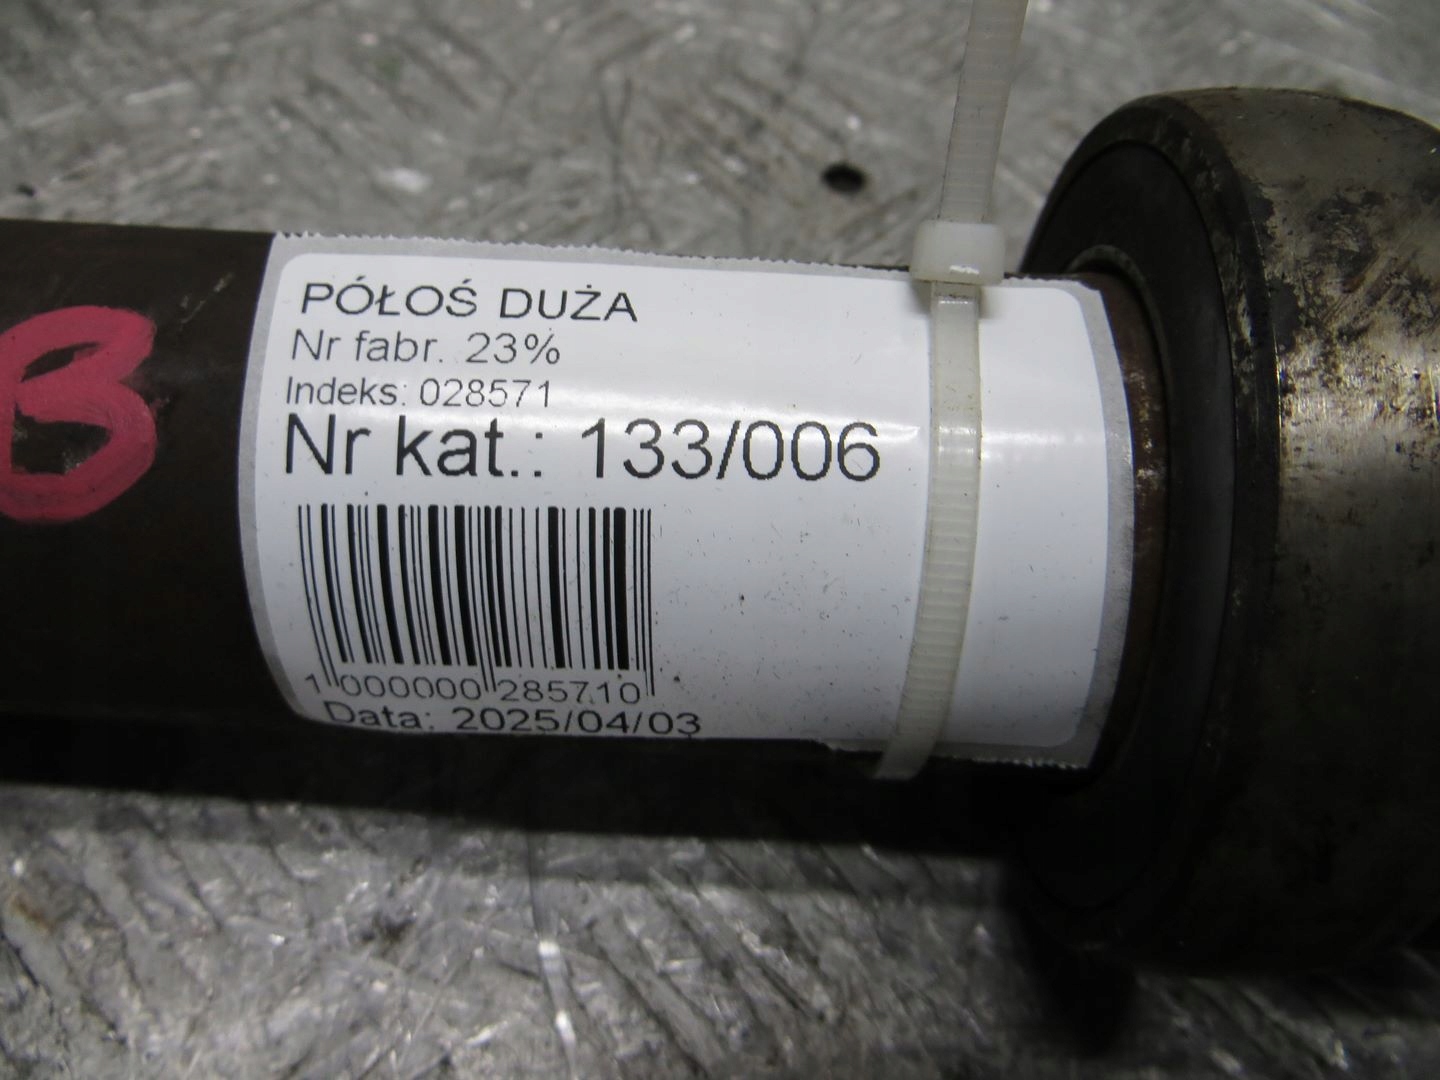 B
PÓŁOŚ DUŻA
Nr fabr. 23%
Indeks: 028571
Nr kat.: 133/006
1 000000 285710
Data: 2025/04/03